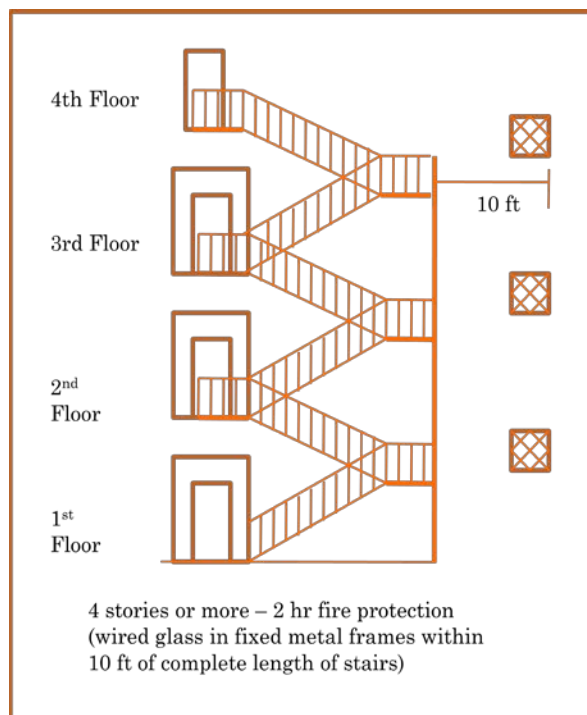 4th Floor
10 ft
3rd Floor
2nd
Floor
1st
Floor
4 stories or more – 2 hr fire protection
(wired glass in fixed metal frames within
10 ft of complete length of stairs)